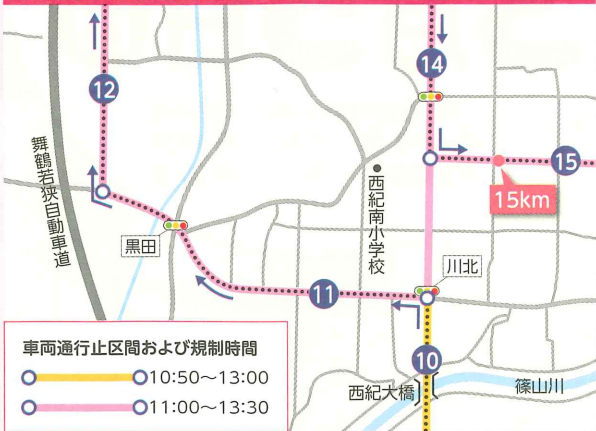 12
14
15
15km
舞鶴若狭自動車道
西紀南小学校
黒田
川北
11
10
西紀大橋
篠山川
車両通行止区間および規制時間
10:50～13:00
11:00～13:30